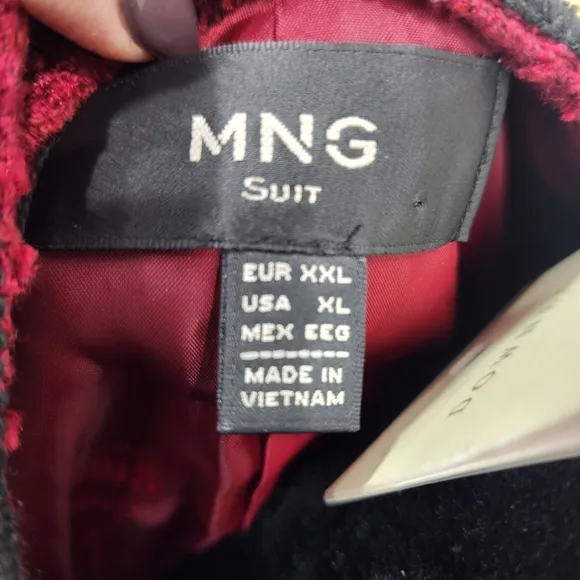 MNG
SUIT
EUR XXL
USA XL
MEX EEG
MADE IN
VIETNAM